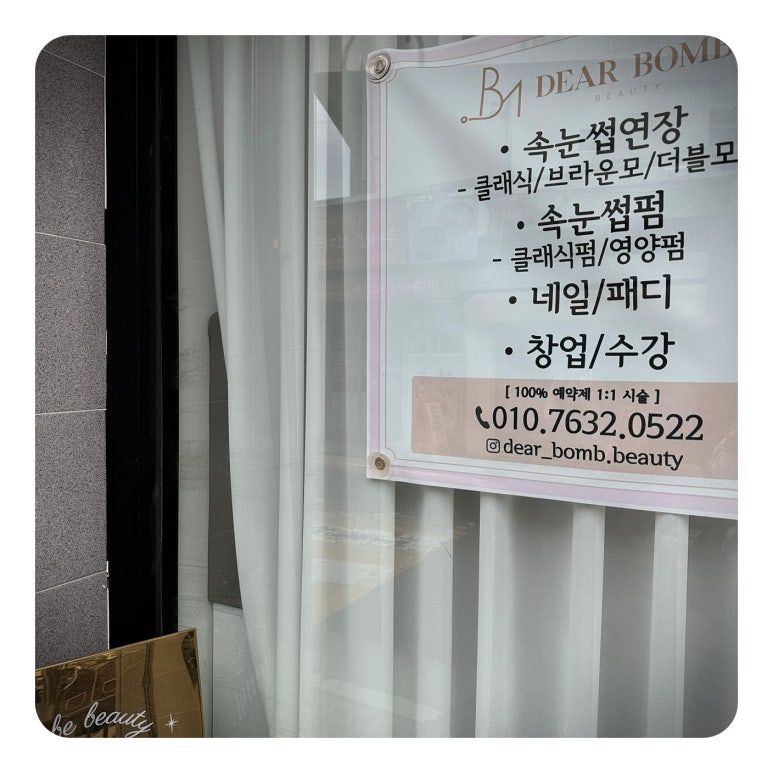 DEAR BOMB
BEAUTY
• 속눈썹연장
- 클래식/브라운모/더블모
• 속눈썹펌
- 클래식펌/영양펌
• 네일/패디
• 창업/수강
[ 100% 예약제 1:1 시술 ]
010.7632.0522
dear_bomb.beauty
be beauty